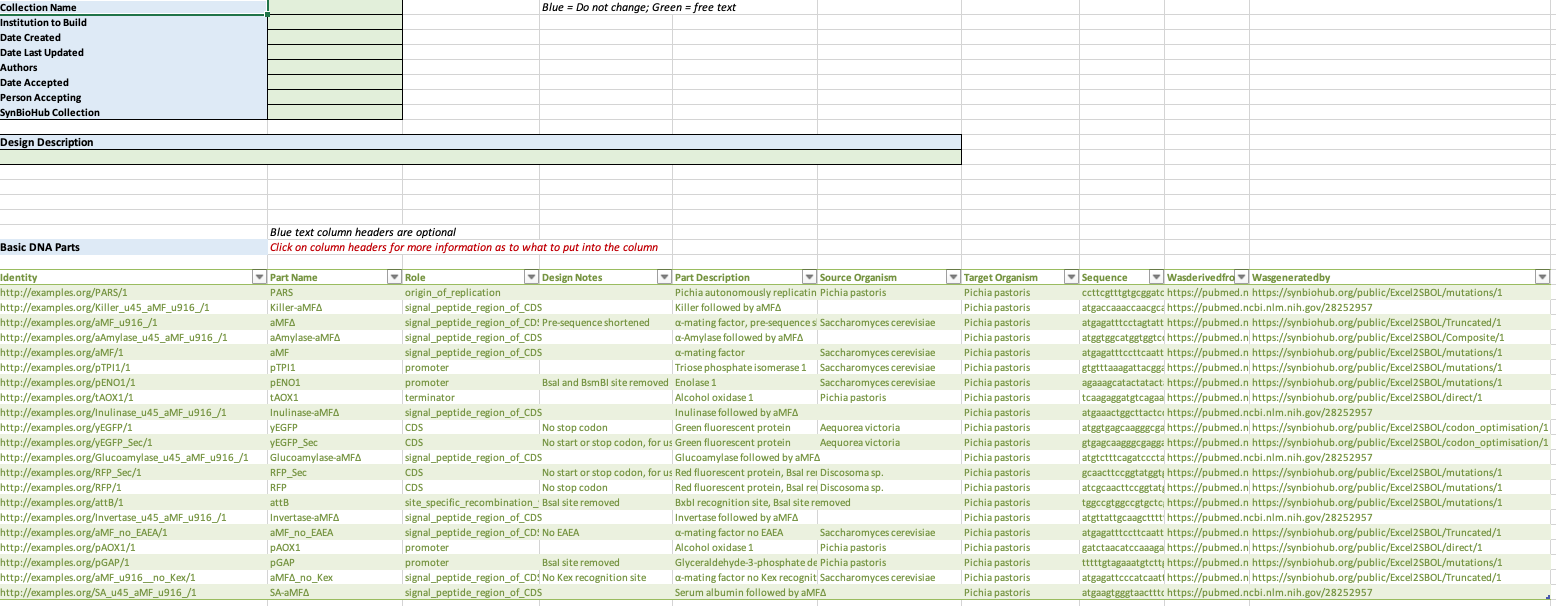 Collection Name Blue = Do not change; Green = free text
Institution to Build
Date Created
Date Last Updated
Authors
Date Accepted
Person Accepting
SynBioHub Collection
Design Description
Blue text column headers are optional
Basic DNA Parts Click on column headers for more information as to what to put into the column
Identity Part Name Role Design Notes Part Description Source Organism Target Organism Sequence Wasderivedfro Wasgeneratedby
http://examples.org/PARS/1 PARS origin_of_replication Pichia autonomously replicatin Pichia pastoris Pichia pastoris ccttcgtttgtgcggatc https://pubmed.n https://synbiohub.org/public/Excel2SBOL/mutations/1
http://examples.org/Killer_u45_aMF_u916_/1 Killer-aMFΔ signal_peptide_region_of_CDS Killer followed by aMFΔ Pichia pastoris atgaccaaaccaacgca https://pubmed.ncbi.nlm.nih.gov/28252957
http://examples.org/aMF_u916_/1 aMFΔ signal_peptide_region_of_CDS Pre-sequence shortened α-mating factor, pre-sequence s Saccharomyces cerevisiae Pichia pastoris atgagatttcctagtatt https://pubmed.n https://synbiohub.org/public/Excel2SBOL/Truncated/1
http://examples.org/aAmylase_u45_aMF_u916_/1 aAmylase-aMFΔ signal_peptide_region_of_CDS α-Amylase followed by aMFΔ Pichia pastoris atggtggcatggtggtc https://pubmed.n https://synbiohub.org/public/Excel2SBOL/Composite/1
http://examples.org/aMF/1 aMF signal_peptide_region_of_CDS α-mating factor Saccharomyces cerevisiae Pichia pastoris atgagatttccttcaatt https://pubmed.n https://synbiohub.org/public/Excel2SBOL/mutations/1
http://examples.org/pTPI1/1 pTPI1 promoter Triose phosphate isomerase 1 Saccharomyces cerevisiae Pichia pastoris gtgtttaaagattacgga https://pubmed.n https://synbiohub.org/public/Excel2SBOL/mutations/1
http://examples.org/pENO1/1 pENO1 promoter BsaI and BsmBI site removed Enolase 1 Saccharomyces cerevisiae Pichia pastoris agaaagcatactatact https://pubmed.n https://synbiohub.org/public/Excel2SBOL/mutations/1
http://examples.org/tAOX1/1 tAOX1 terminator Alcohol oxidase 1 Pichia pastoris Pichia pastoris tcaagaggatgtcagaa https://pubmed.n https://synbiohub.org/public/Excel2SBOL/direct/1
http://examples.org/Inulinase_u45_aMF_u916_/1 Inulinase-aMFΔ signal_peptide_region_of_CDS Inulinase followed by aMFΔ Pichia pastoris atgaaactggcttactc https://pubmed.ncbi.nlm.nih.gov/28252957
http://examples.org/yEGFP/1 yEGFP CDS No stop codon Green fluorescent protein Aequorea victoria Pichia pastoris atggtgagcaagggcga https://pubmed.n https://synbiohub.org/public/Excel2SBOL/codon_optimisation/1
http://examples.org/yEGFP_Sec/1 yEGFP_Sec CDS No start or stop codon, for us Green fluorescent protein Aequorea victoria Pichia pastoris gtgagcaagggcgagg https://pubmed.n https://synbiohub.org/public/Excel2SBOL/codon_optimisation/1
http://examples.org/Glucoamylase_u45_aMF_u916_/1 Glucoamylase-aMFΔ signal_peptide_region_of_CDS Glucoamylase followed by aMFΔ Pichia pastoris atgtctttcagatcccta https://pubmed.ncbi.nlm.nih.gov/28252957
http://examples.org/RFP_Sec/1 RFP_Sec CDS No start or stop codon, for us Red fluorescent protein, BsaI rei Discosoma sp. Pichia pastoris gcaacttccggtatggt https://pubmed.n https://synbiohub.org/public/Excel2SBOL/mutations/1
http://examples.org/RFP/1 RFP CDS No stop codon Red fluorescent protein, BsaI rei Discosoma sp. Pichia pastoris atcgcaacttccggtat https://pubmed.n https://synbiohub.org/public/Excel2SBOL/mutations/1
http://examples.org/attB/1 attB site_specific_recombination_ BsaI site removed BxbI recognition site, BsaI site removed Pichia pastoris tggccgtggccgtgctc https://pubmed.n https://synbiohub.org/public/Excel2SBOL/mutations/1
http://examples.org/Invertase_u45_aMF_u916_/1 Invertase-aMFΔ signal_peptide_region_of_CDS Invertase followed by aMFΔ Pichia pastoris atgttattgcaagctttt https://pubmed.ncbi.nlm.nih.gov/28252957
http://examples.org/aMF_no_EAEA/1 aMF_no_EAEA signal_peptide_region_of_CDS No EAEA α-mating factor no EAEA Saccharomyces cerevisiae Pichia pastoris atgagatttccttcaatt https://pubmed.n https://synbiohub.org/public/Excel2SBOL/Truncated/1
http://examples.org/pAOX1/1 pAOX1 promoter Alcohol oxidase 1 Pichia pastoris Pichia pastoris gatctaacatccaaaga https://pubmed.n https://synbiohub.org/public/Excel2SBOL/direct/1
http://examples.org/pGAP/1 pGAP promoter BsaI site removed Glyceraldehyde-3-phosphate de Pichia pastoris Pichia pastoris tttttgtagaaatgtctt https://pubmed.n https://synbiohub.org/public/Excel2SBOL/mutations/1
http://examples.org/aMF_u916__no_Kex/1 aMFΔ_no_Kex signal_peptide_region_of_CDS No Kex recognition site α-mating factor no Kex recognit Saccharomyces cerevisiae Pichia pastoris atgagattcccatcaatt https://pubmed.n https://synbiohub.org/public/Excel2SBOL/Truncated/1
http://examples.org/SA_u45_aMF_u916_/1 SA-aMFΔ signal_peptide_region_of_CDS Serum albumin followed by aMFΔ Pichia pastoris atgaagtgggtaacttt https://pubmed.ncbi.nlm.nih.gov/28252957